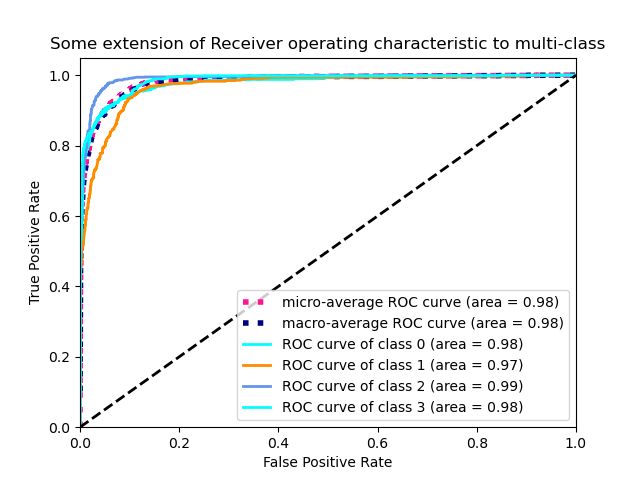 Some extension of Receiver operating characteristic to multi-class
True Positive Rate
1.0
0.8
0.6
0.4
0.2
0.0
micro-average ROC curve (area = 0.98)
macro-average ROC curve (area = 0.98)
ROC curve of class 0 (area = 0.98)
ROC curve of class 1 (area = 0.97)
ROC curve of class 2 (area = 0.99)
ROC curve of class 3 (area = 0.98)
0.0 0.2 0.4 0.6 0.8 1.0
False Positive Rate